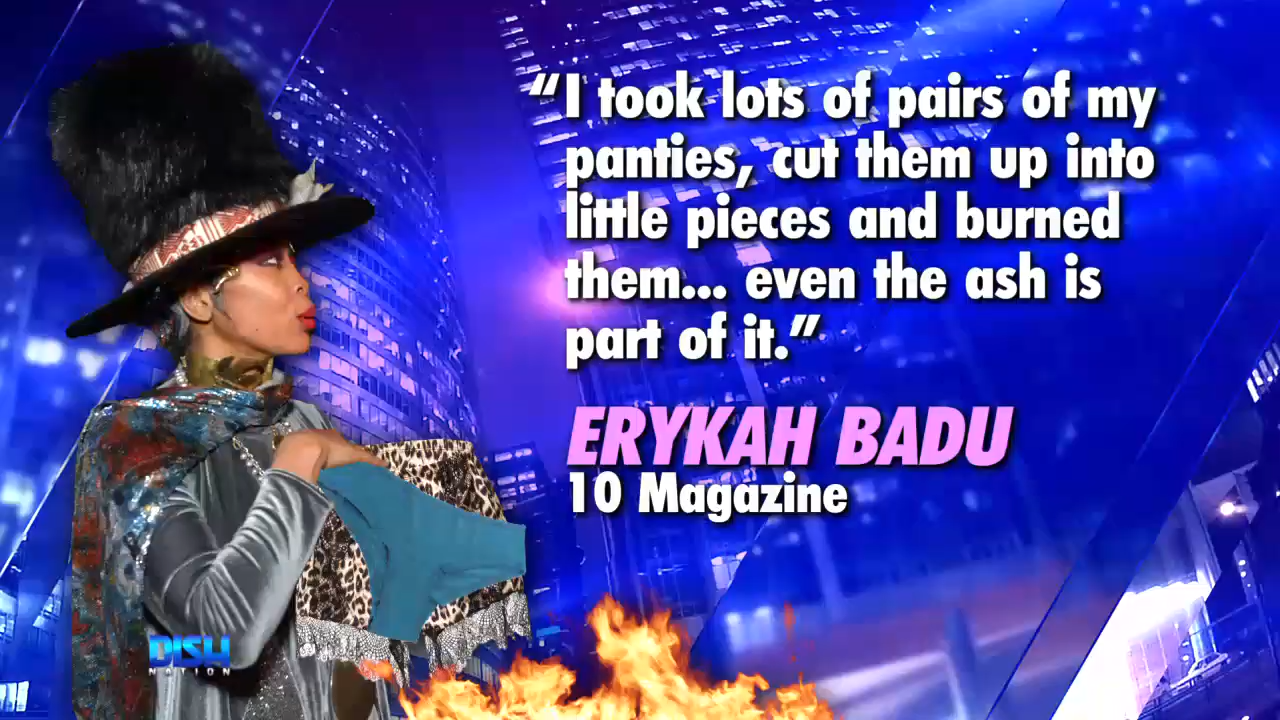 “I took lots of pairs of my
panties, cut them up into
little pieces and burned
them... even the ash is
part of it.”
ERYKAH BADU
10 Magazine
DISH
NATION